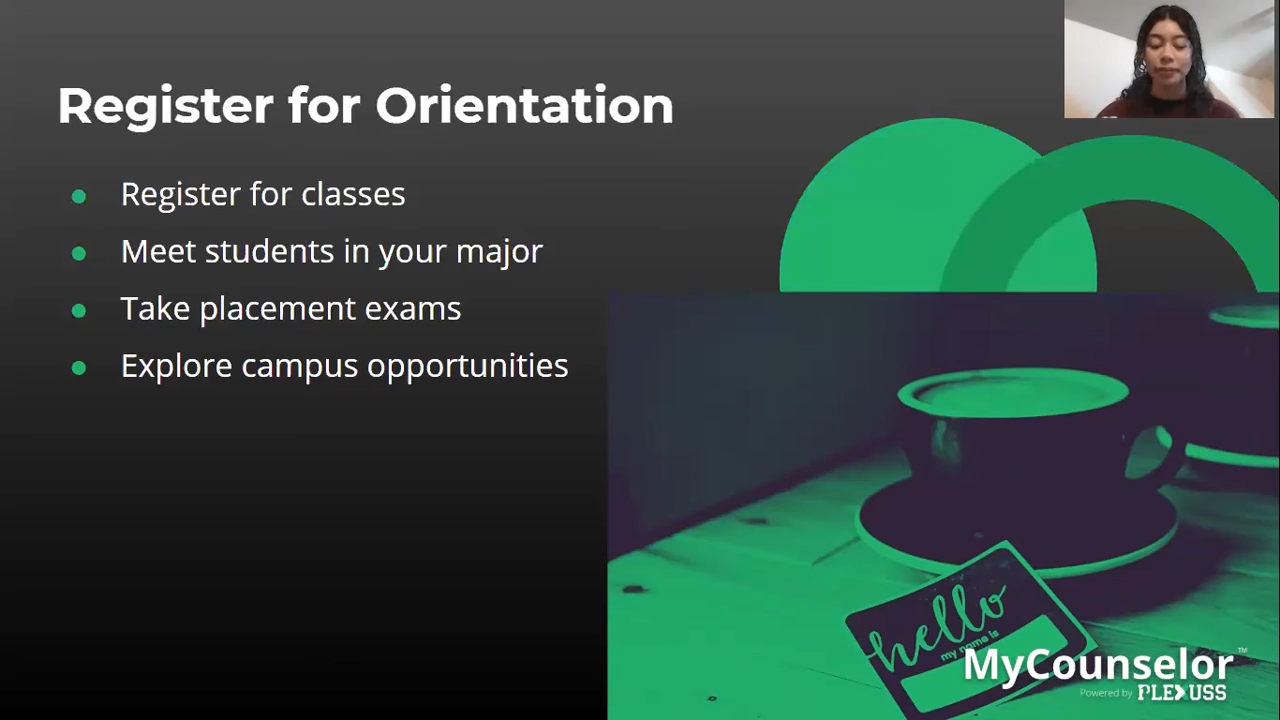 Register for Orientation
Register for classes
Meet students in your major
Take placement exams
Explore campus opportunities
hello
my name is
MyCounselor™
Powered by PLEXUSS